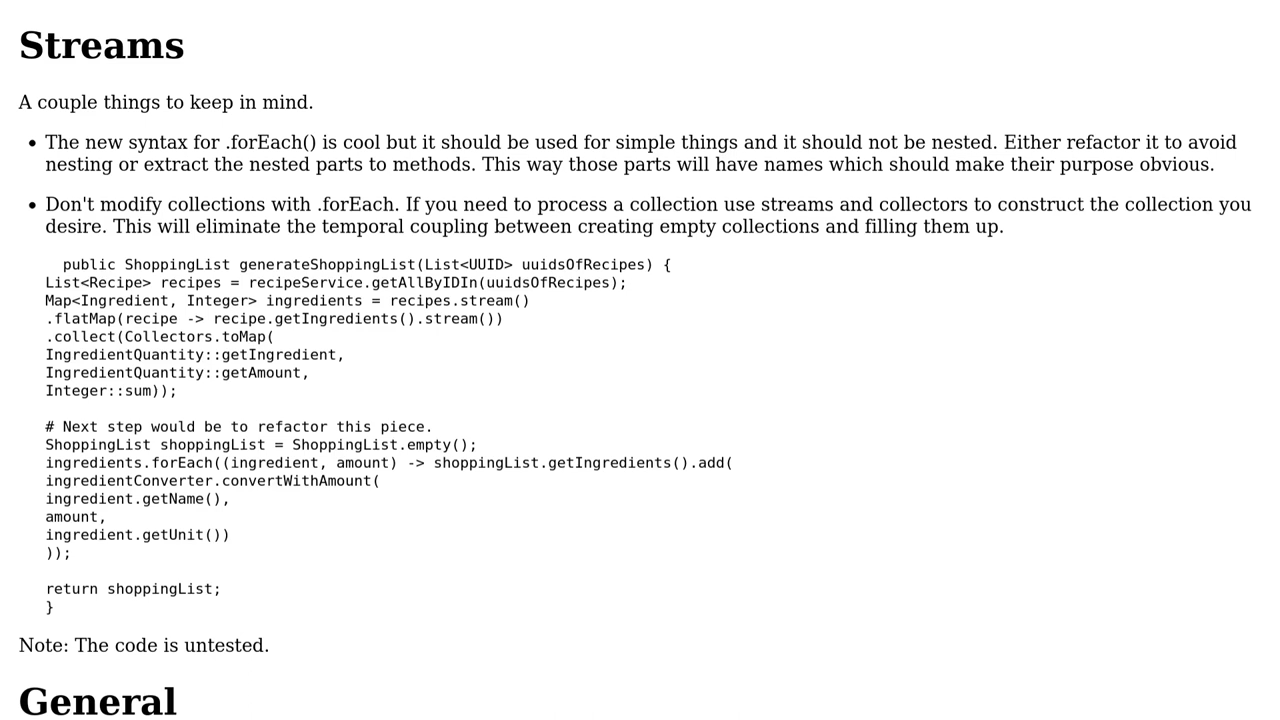 Streams
A couple things to keep in mind.
• The new syntax for .forEach() is cool but it should be used for simple things and it should not be nested. Either refactor it to avoid
nesting or extract the nested parts to methods. This way those parts will have names which should make their purpose obvious.
• Don't modify collections with .forEach. If you need to process a collection use streams and collectors to construct the collection you
desire. This will eliminate the temporal coupling between creating empty collections and filling them up.
  public ShoppingList generateShoppingList(List<UUID> uuidsOfRecipes) {
List<Recipe> recipes = recipeService.getAllByIDIn(uuidsOfRecipes);
Map<Ingredient, Integer> ingredients = recipes.stream()
.flatMap(recipe -> recipe.getIngredients().stream())
.collect(Collectors.toMap(
IngredientQuantity::getIngredient,
IngredientQuantity::getAmount,
Integer::sum));

# Next step would be to refactor this piece.
ShoppingList shoppingList = ShoppingList.empty();
ingredients.forEach((ingredient, amount) -> shoppingList.getIngredients().add(
ingredientConverter.convertWithAmount(
ingredient.getName(),
amount,
ingredient.getUnit())
));

return shoppingList;
}
Note: The code is untested.
General